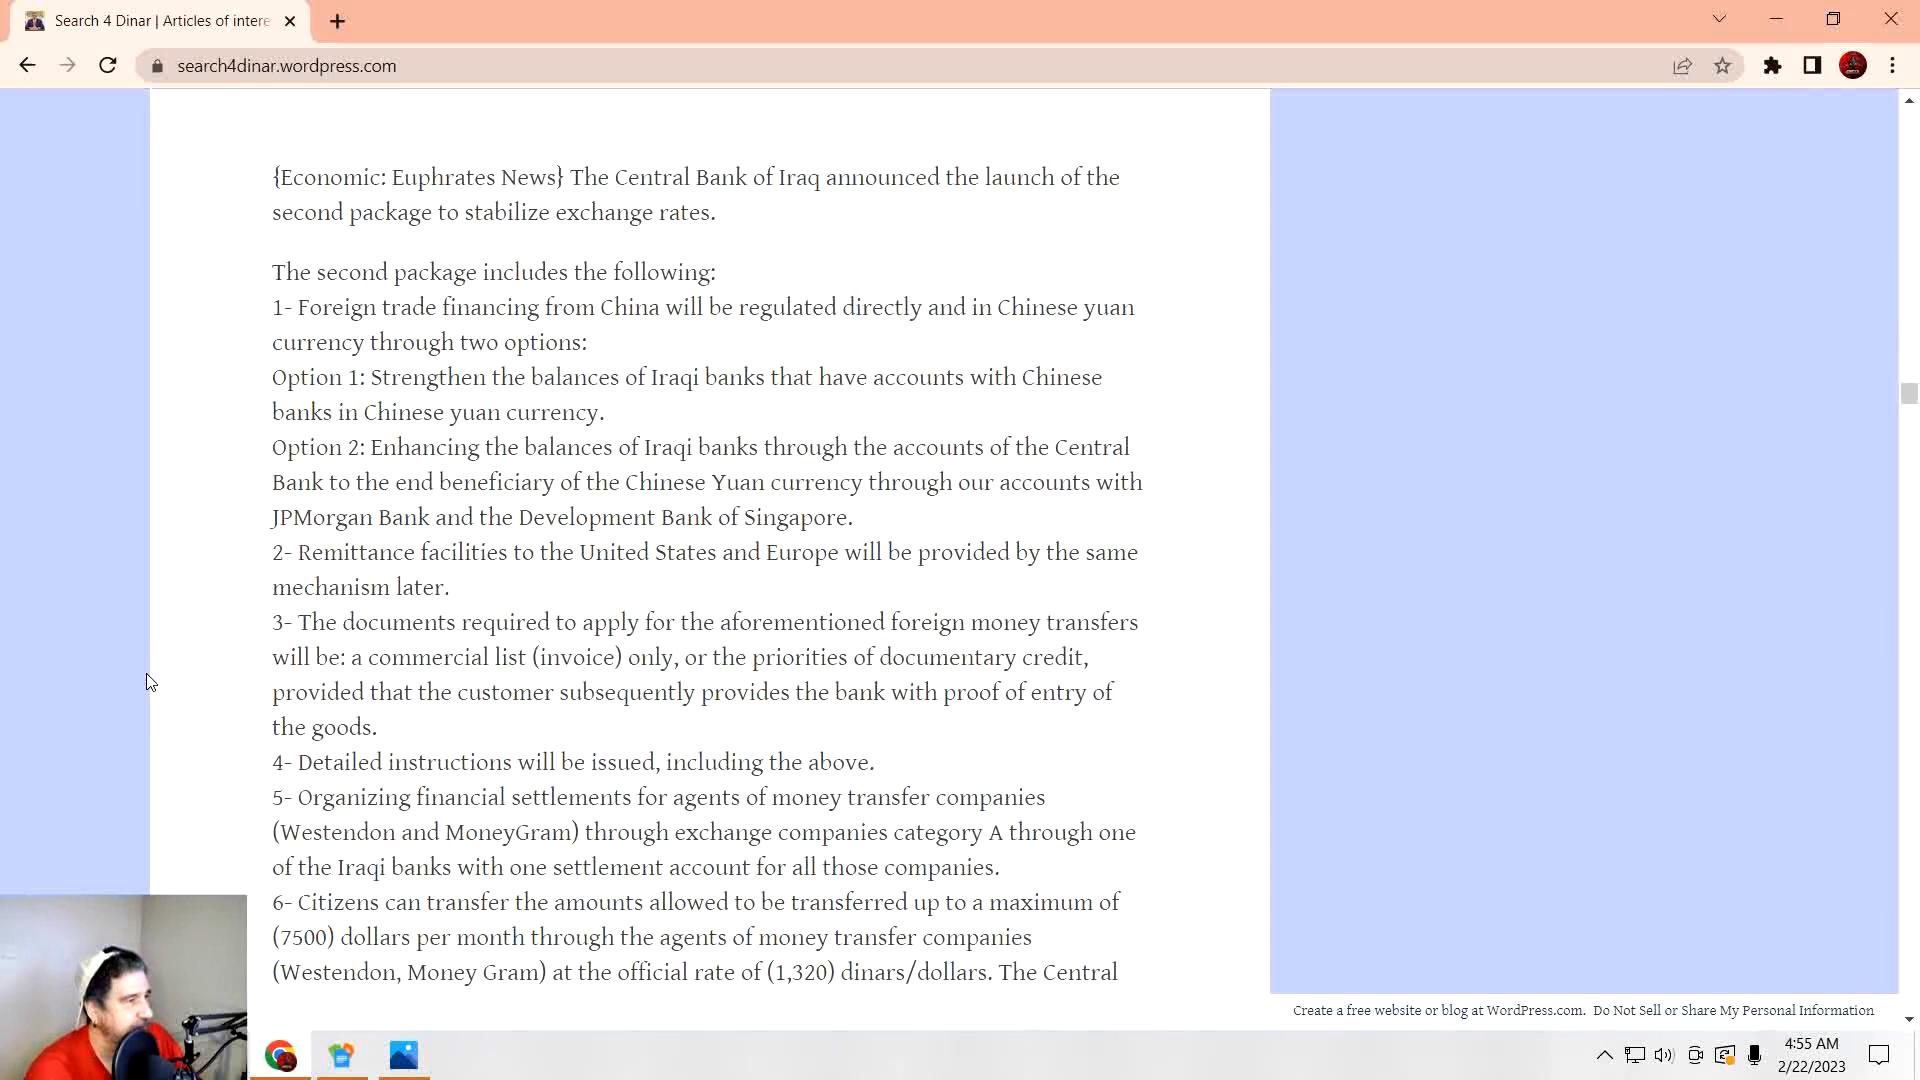 Search 4 Dinar | Articles of intere
search4dinar.wordpress.com
{Economic: Euphrates News} The Central Bank of Iraq announced the launch of the
second package to stabilize exchange rates.
The second package includes the following:
1- Foreign trade financing from China will be regulated directly and in Chinese yuan
currency through two options:
Option 1: Strengthen the balances of Iraqi banks that have accounts with Chinese
banks in Chinese yuan currency.
Option 2: Enhancing the balances of Iraqi banks through the accounts of the Central
Bank to the end beneficiary of the Chinese Yuan currency through our accounts with
JPMorgan Bank and the Development Bank of Singapore.
2- Remittance facilities to the United States and Europe will be provided by the same
mechanism later.
3- The documents required to apply for the aforementioned foreign money transfers
will be: a commercial list (invoice) only, or the priorities of documentary credit,
provided that the customer subsequently provides the bank with proof of entry of
the goods.
4- Detailed instructions will be issued, including the above.
5- Organizing financial settlements for agents of money transfer companies
(Westendon and MoneyGram) through exchange companies category A through one
of the Iraqi banks with one settlement account for all those companies.
6- Citizens can transfer the amounts allowed to be transferred up to a maximum of
(7500) dollars per month through the agents of money transfer companies
(Westendon, Money Gram) at the official rate of (1,320) dinars/dollars. The Central
Create a free website or blog at WordPress.com. Do Not Sell or Share My Personal Information
4:55 AM
2/22/2023